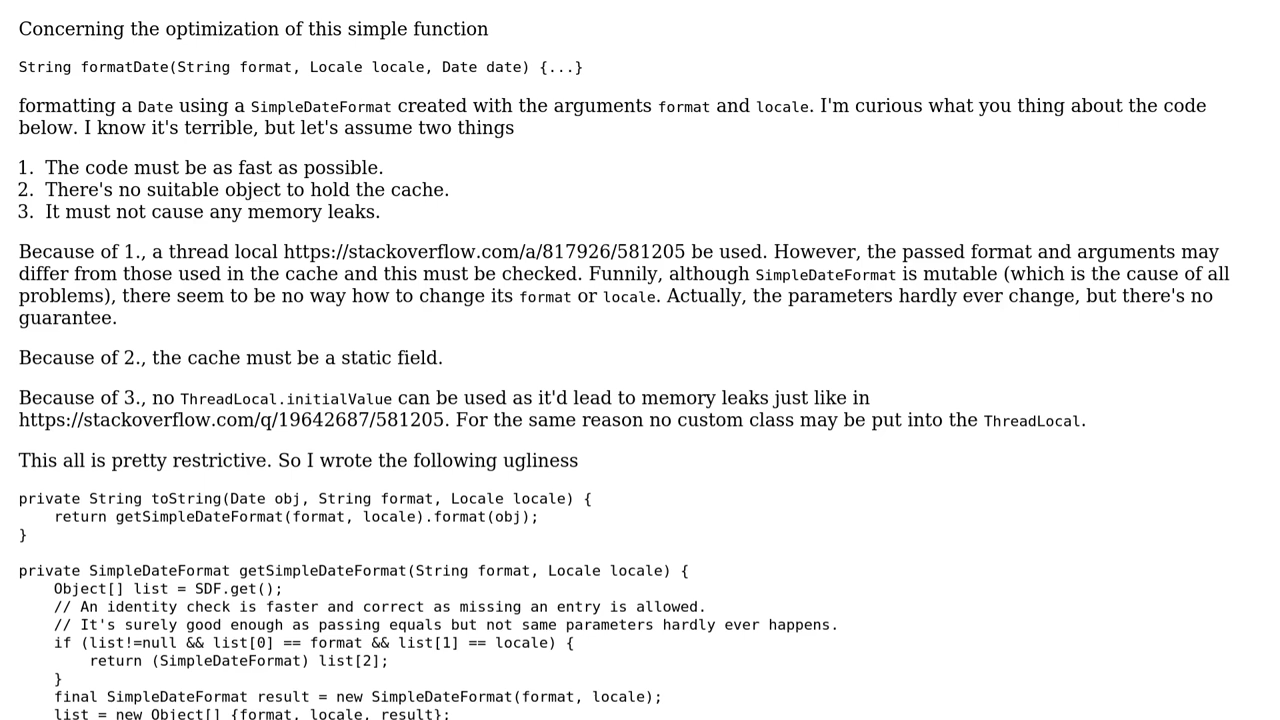 Concerning the optimization of this simple function
String formatDate(String format, Locale locale, Date date) {...}
formatting a Date using a SimpleDateFormat created with the arguments format and locale. I'm curious what you thing about the code
below. I know it's terrible, but let's assume two things
1. The code must be as fast as possible.
2. There's no suitable object to hold the cache.
3. It must not cause any memory leaks.
Because of 1., a thread local https://stackoverflow.com/a/817926/581205 be used. However, the passed format and arguments may
differ from those used in the cache and this must be checked. Funnily, although SimpleDateFormat is mutable (which is the cause of all
problems), there seem to be no way how to change its format or locale. Actually, the parameters hardly ever change, but there's no
guarantee.
Because of 2., the cache must be a static field.
Because of 3., no ThreadLocal.initialValue can be used as it'd lead to memory leaks just like in
https://stackoverflow.com/q/19642687/581205. For the same reason no custom class may be put into the ThreadLocal.
This all is pretty restrictive. So I wrote the following ugliness
private String toString(Date obj, String format, Locale locale) {
    return getSimpleDateFormat(format, locale).format(obj);
}
private SimpleDateFormat getSimpleDateFormat(String format, Locale locale) {
    Object[] list = SDF.get();
    // An identity check is faster and correct as missing an entry is allowed.
    // It's surely good enough as passing equals but not same parameters hardly ever happens.
    if (list!=null && list[0] == format && list[1] == locale) {
        return (SimpleDateFormat) list[2];
    }
    final SimpleDateFormat result = new SimpleDateFormat(format, locale);
    list = new Object[] {format, locale, result};